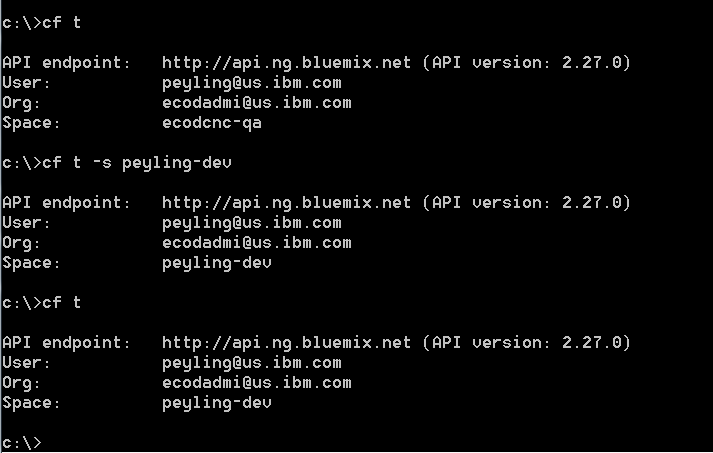 c:\>cf t
API endpoint:   http://api.ng.bluemix.net (API version: 2.27.0)
User:           peyling@us.ibm.com
Org:            ecodadmi@us.ibm.com
Space:          ecodcnc-qa
c:\>cf t -s peyling-dev
API endpoint:   http://api.ng.bluemix.net (API version: 2.27.0)
User:           peyling@us.ibm.com
Org:            ecodadmi@us.ibm.com
Space:          peyling-dev
c:\>cf t
API endpoint:   http://api.ng.bluemix.net (API version: 2.27.0)
User:           peyling@us.ibm.com
Org:            ecodadmi@us.ibm.com
Space:          peyling-dev
c:\>